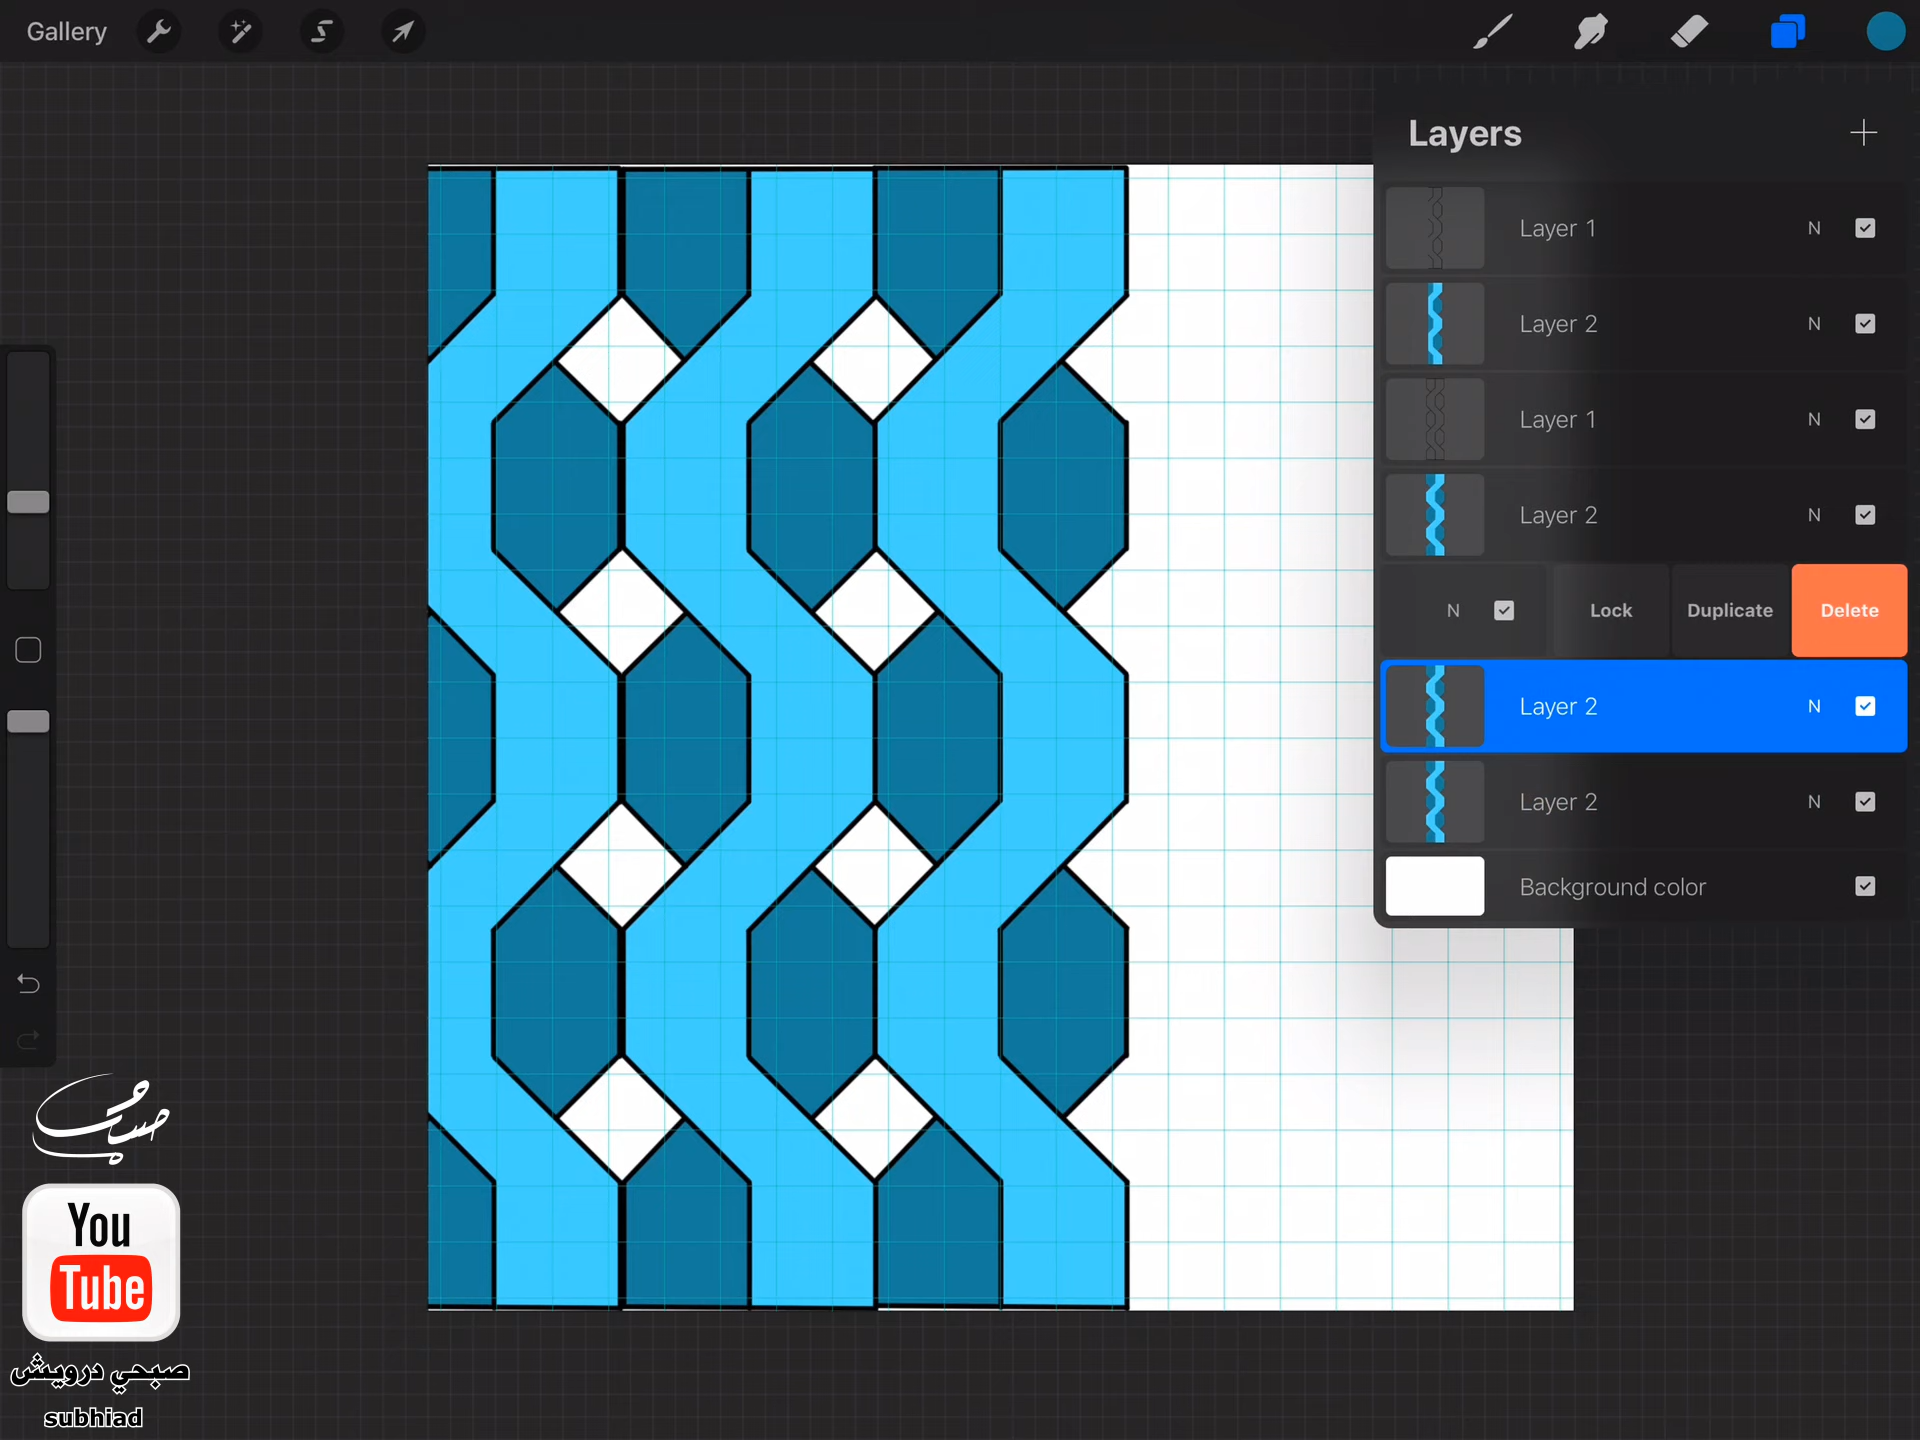 Gallery
Layers
Layer 1 N
Layer 2 N
Layer 1 N
Layer 2 N
N Lock Duplicate Delete
Layer 2 N
Layer 2 N
Background color
You
Tube
صبحي درويش
subhiad